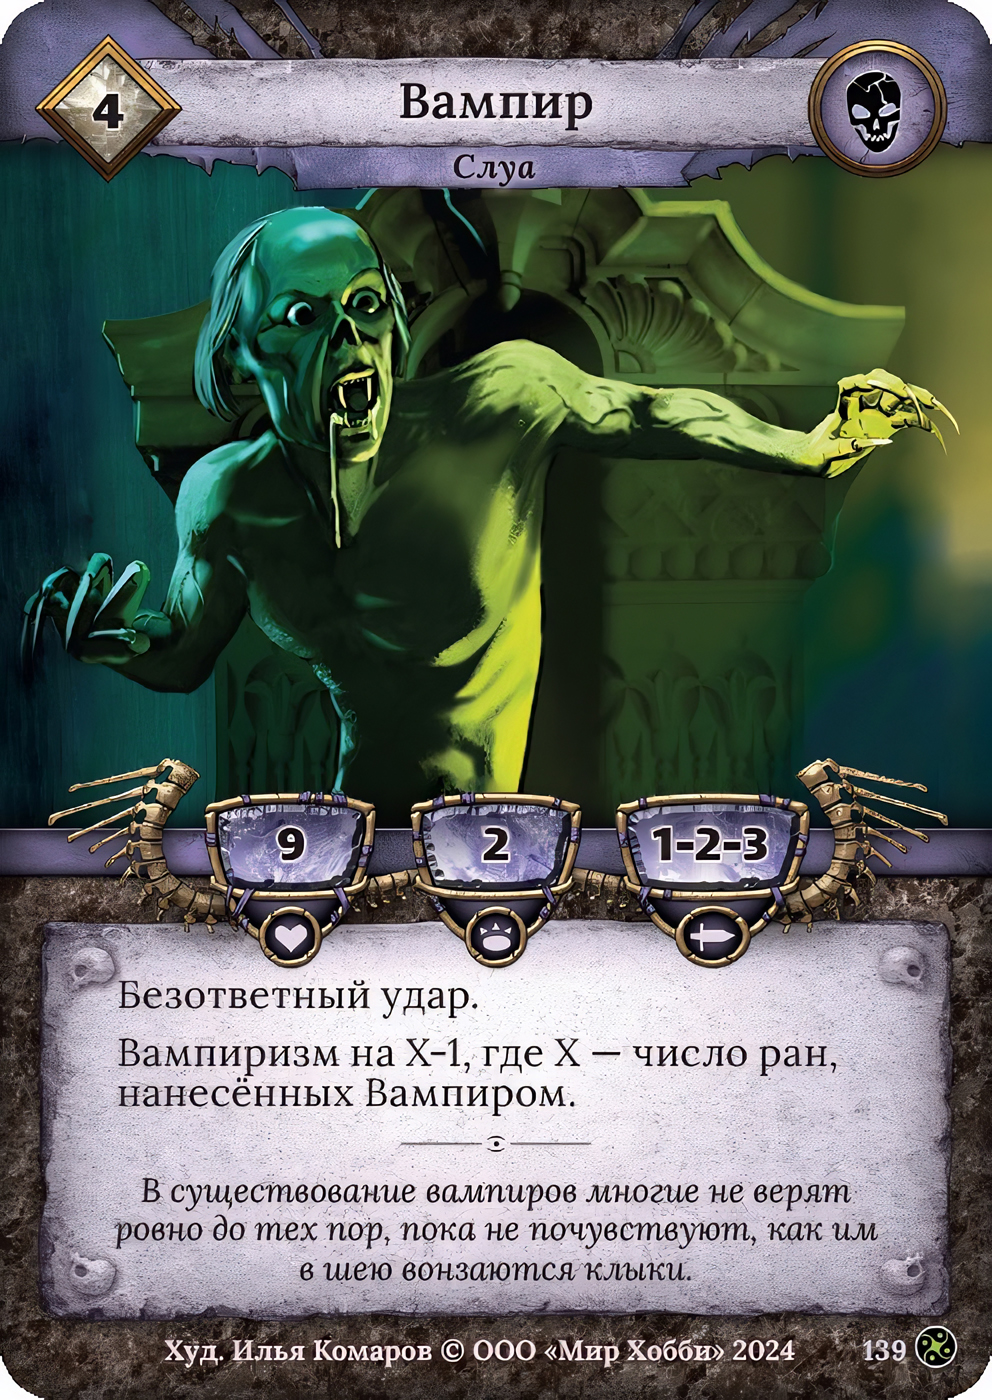 4
Вампир
Слуа
9
2
1-2-3
Безответный удар.
Вампиризм на X-1, где X — число ран,
нанесённых Вампиром.
В существование вампиров многие не верят
ровно до тех пор, пока не почувствуют, как им
в шею вонзаются клыки.
Худ. Илья Комаров © ООО «Мир Хобби» 2024
139